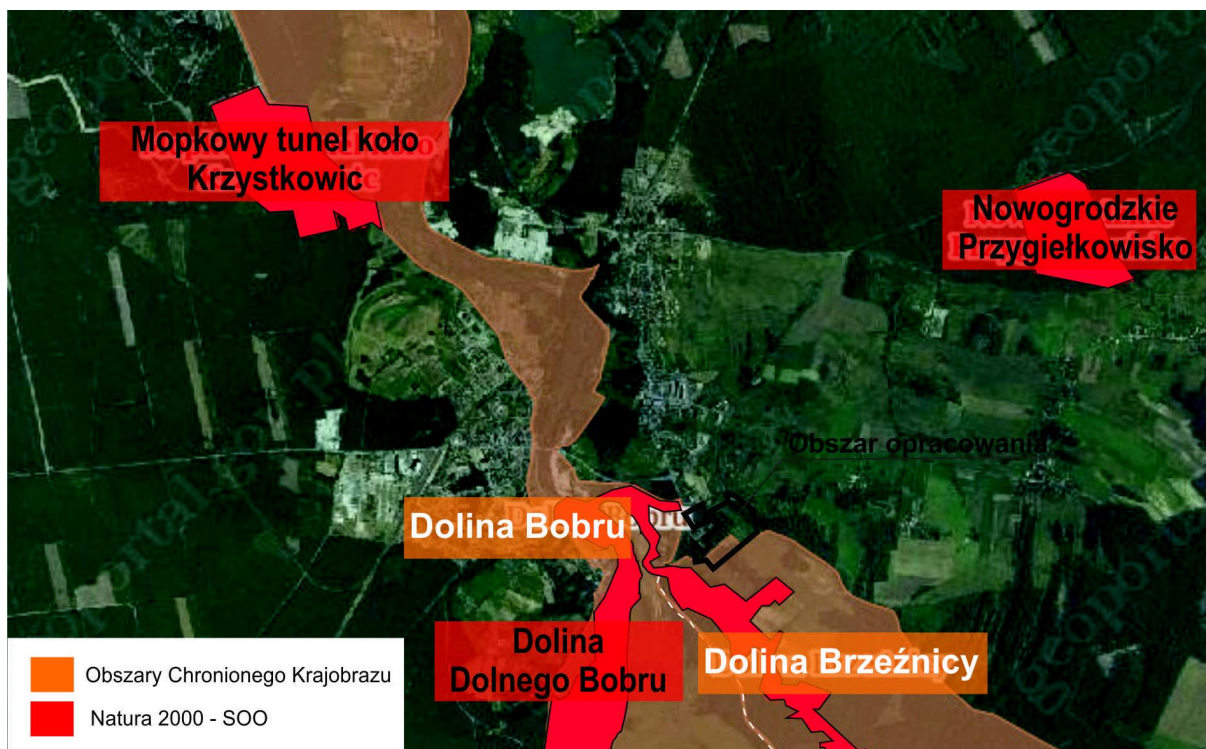 Mopkowy tunel koło
Krzystkowic
Nowogrodzkie
Przygiełkowisko
Obszar opracowania
Dolina Bobru
Dolina
Dolnego Bobru
Dolina Brzeźnicy
Obszary Chronionego Krajobrazu
Natura 2000 - SOO